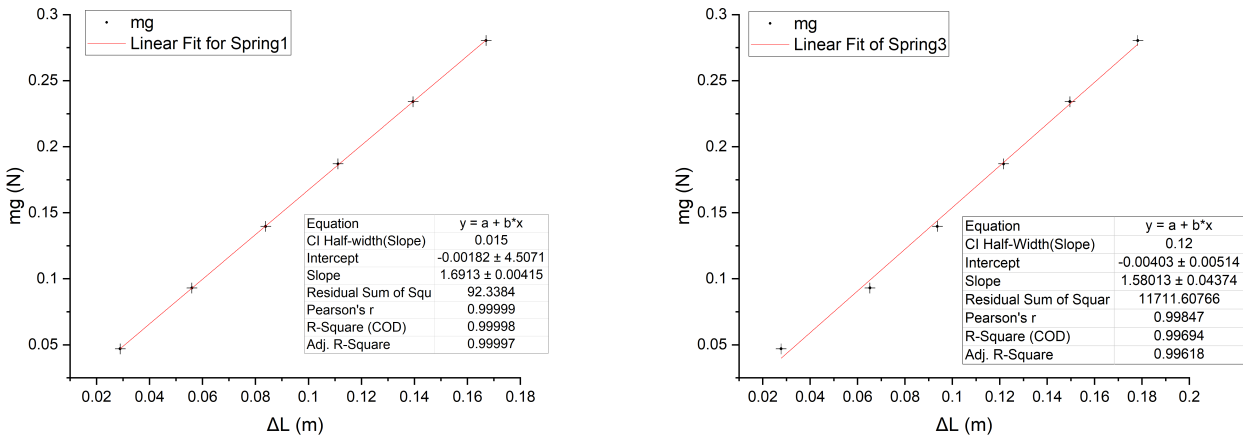 mg
Linear Fit for Spring1
0.3
0.25
0.2
0.15
0.1
0.05
mg (N)
Equation y = a + b*x
CI Half-width(Slope) 0.015
Intercept -0.00182 ± 4.5071
Slope 1.6913 ± 0.00415
Residual Sum of Squ 92.3384
Pearson's r 0.99999
R-Square (COD) 0.99998
Adj. R-Square 0.99997
0.02 0.04 0.06 0.08 0.1 0.12 0.14 0.16 0.18
ΔL (m)
mg
Linear Fit of Spring3
0.3
0.25
0.2
0.15
0.1
0.05
mg (N)
Equation y = a + b*x
CI Half-Width(Slope) 0.12
Intercept -0.00403 ± 0.00514
Slope 1.58013 ± 0.04374
Residual Sum of Squar 11711.60766
Pearson's r 0.99847
R-Square (COD) 0.99694
Adj. R-Square 0.99618
0.02 0.04 0.06 0.08 0.1 0.12 0.14 0.16 0.18 0.2
ΔL (m)